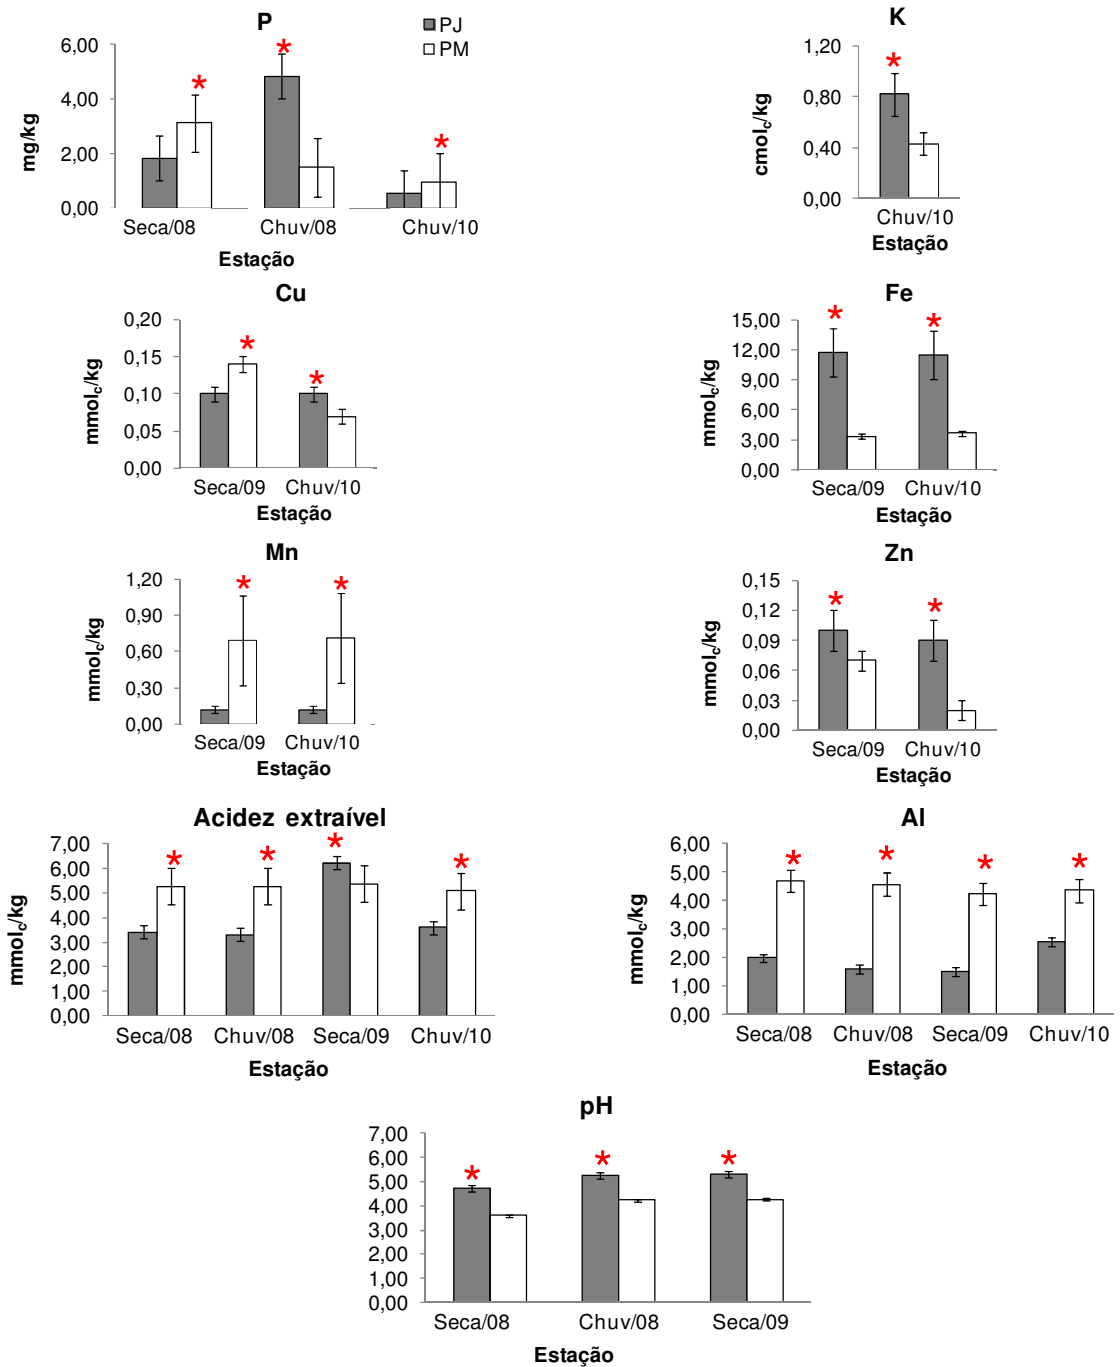 P
PJ
PM
6,00
4,00
2,00
0,00
mg/kg
Seca/08 Chuv/08 Chuv/10
Estação
K
1,20
0,80
0,40
0,00
cmolc/kg
Chuv/10
Estação
Cu
0,20
0,15
0,10
0,05
0,00
mmolc/kg
Seca/09 Chuv/10
Estação
Fe
15,00
12,00
9,00
6,00
3,00
0,00
mmolc/kg
Seca/09 Chuv/10
Estação
Mn
1,20
0,90
0,60
0,30
0,00
mmolc/kg
Seca/09 Chuv/10
Estação
Zn
0,15
0,12
0,09
0,06
0,03
0,00
mmolc/kg
Seca/09 Chuv/10
Estação
Acidez extraível
7,00
6,00
5,00
4,00
3,00
2,00
1,00
0,00
mmolc/kg
Seca/08 Chuv/08 Seca/09 Chuv/10
Estação
Al
6,00
5,00
4,00
3,00
2,00
1,00
0,00
mmolc/kg
Seca/08 Chuv/08 Seca/09 Chuv/10
Estação
pH
7,00
6,00
5,00
4,00
3,00
2,00
1,00
0,00
Seca/08 Chuv/08 Seca/09
Estação